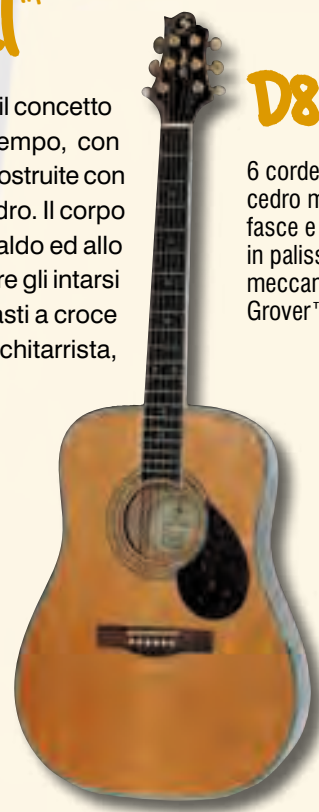 il concetto
empo, con
ostruite con
dro. Il corpo
aldo ed allo
re gli intarsi
asti a croce
chitarrista,
D8
6 corde
cedro m
fasce e
in paliss
meccan
Grover™